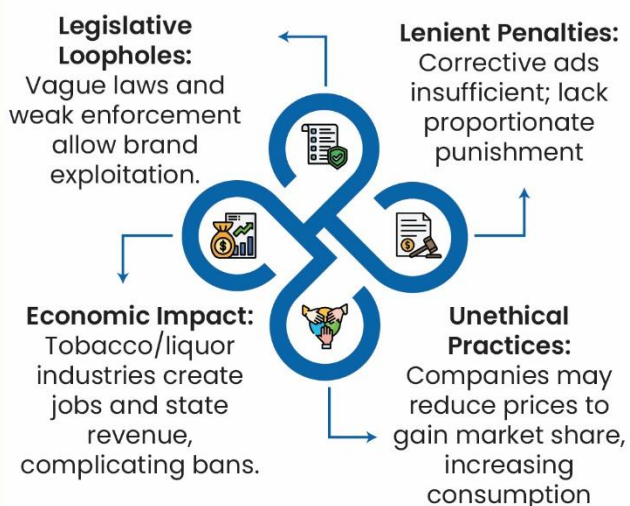 Legislative
Loopholes:
Vague laws and
weak enforcement
allow brand
exploitation.
Lenient Penalties:
Corrective ads
insufficient; lack
proportionate
punishment
Economic Impact:
Tobacco/liquor
industries create
jobs and state
revenue,
complicating bans.
Unethical
Practices:
Companies may
reduce prices to
gain market share,
increasing
consumption